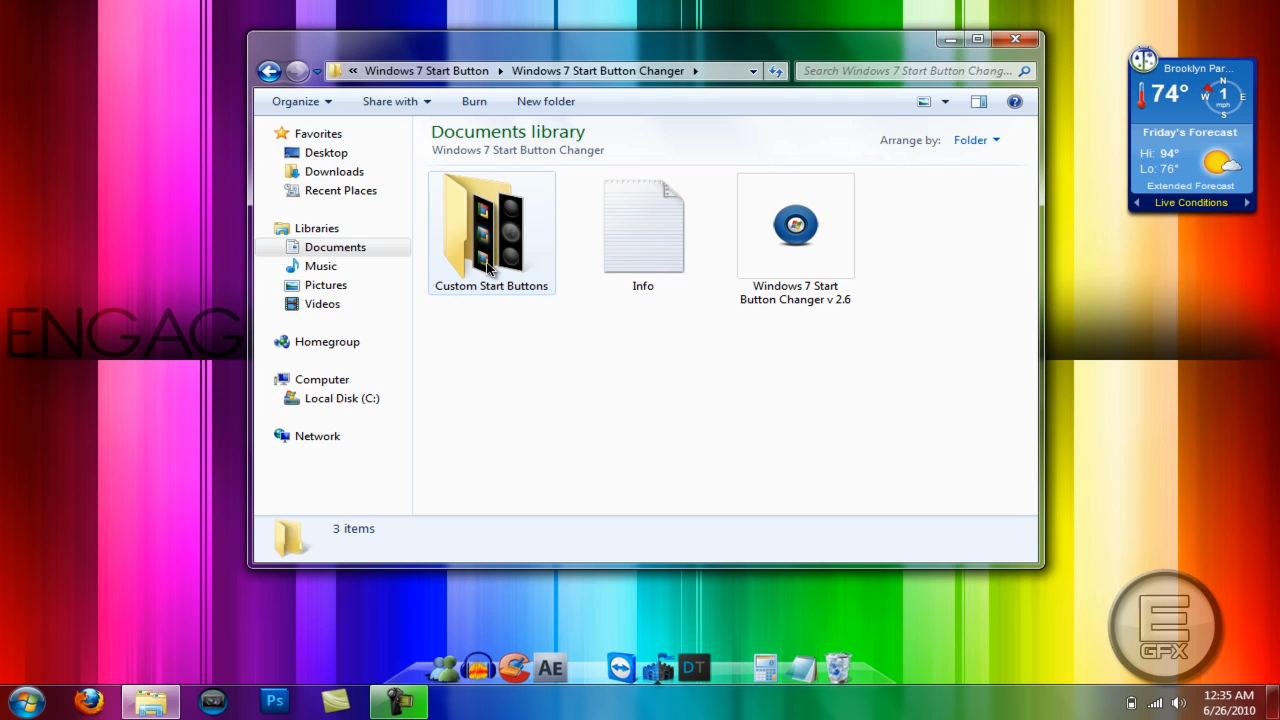 « Windows 7 Start Button Windows 7 Start Button Changer
Search Windows 7 Start Button Chang...
Organize Share with Burn New folder
Favorites
Desktop
Downloads
Recent Places
Libraries
Documents
Music
Pictures
Videos
Homegroup
Computer
Local Disk (C:)
Network
Documents library
Windows 7 Start Button Changer
Arrange by: Folder
Custom Start Buttons
Info
Windows 7 Start
Button Changer v 2.6
3 items
Brooklyn Par...
74°
N
W 1 E
mph
S
Friday's Forecast
Hi: 94°
Lo: 76°
Extended Forecast
Live Conditions
ENGAG
E
GFX
AE
DT
Ps
12:35 AM
6/26/2010